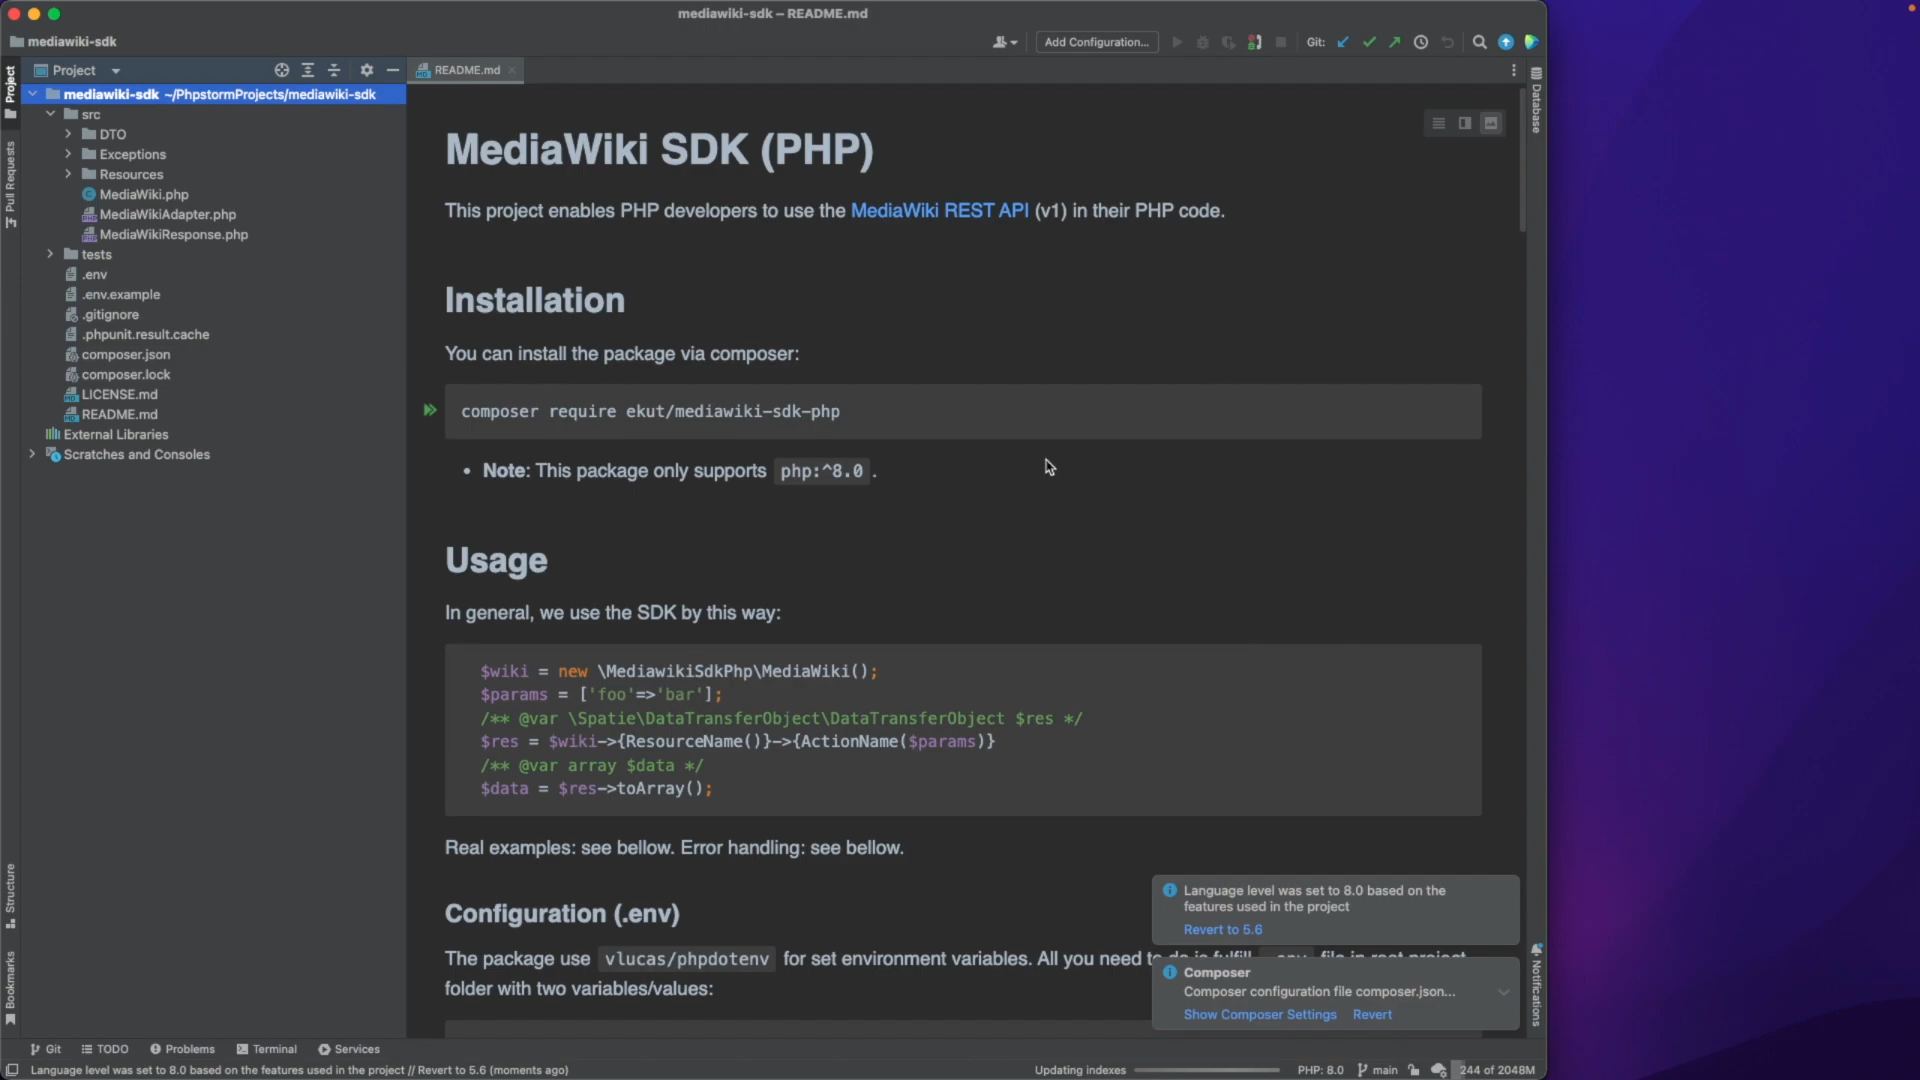 mediawiki-sdk – README.md
mediawiki-sdk
Add Configuration...
Git:
Project
README.md
Project
Pull Requests
Structure
Bookmarks
mediawiki-sdk ~/PhpstormProjects/mediawiki-sdk
src
DTO
Exceptions
Resources
MediaWiki.php
MediaWikiAdapter.php
MediaWikiResponse.php
tests
.env
.env.example
.gitignore
.phpunit.result.cache
composer.json
composer.lock
LICENSE.md
README.md
External Libraries
Scratches and Consoles
MediaWiki SDK (PHP)
This project enables PHP developers to use the MediaWiki REST API (v1) in their PHP code.
Installation
You can install the package via composer:
composer require ekut/mediawiki-sdk-php
• Note: This package only supports php:^8.0 .
Usage
In general, we use the SDK by this way:
$wiki = new \MediawikiSdkPhp\MediaWiki();
$params = ['foo'=>'bar'];
/** @var \Spatie\DataTransferObject\DataTransferObject $res */
$res = $wiki->{ResourceName()}->{ActionName($params)}
/** @var array $data */
$data = $res->toArray();
Real examples: see bellow. Error handling: see bellow.
Configuration (.env)
The package use vlucas/phpdotenv for set environment variables. All you need to do is fulfill .env file in root project
folder with two variables/values:
Language level was set to 8.0 based on the
features used in the project
Revert to 5.6
Composer
Composer configuration file composer.json...
Show Composer Settings Revert
Database
Notifications
Git
TODO
Problems
Terminal
Services
Language level was set to 8.0 based on the features used in the project // Revert to 5.6 (moments ago)
Updating indexes
PHP: 8.0
main
244 of 2048M